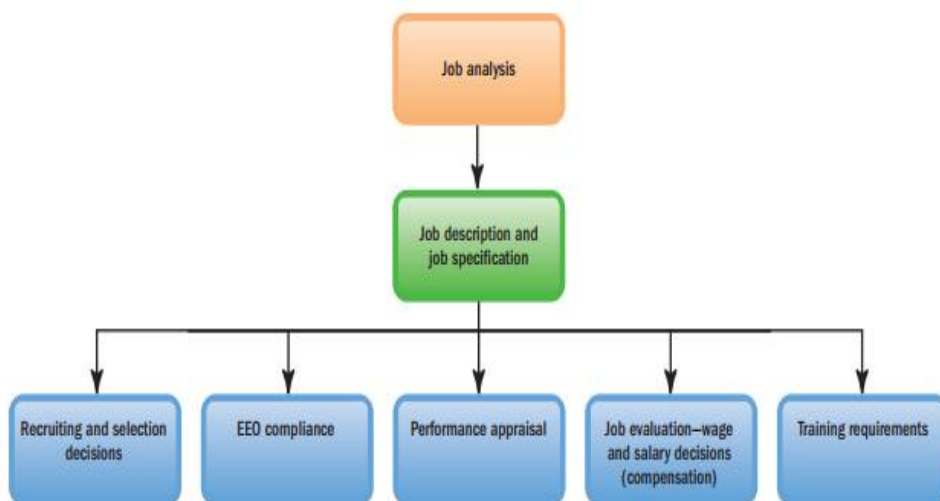 Job analysis
Job description and
job specification
Recruiting and selection
decisions
EEO compliance
Performance appraisal
Job evaluation—wage
and salary decisions
(compensation)
Training requirements